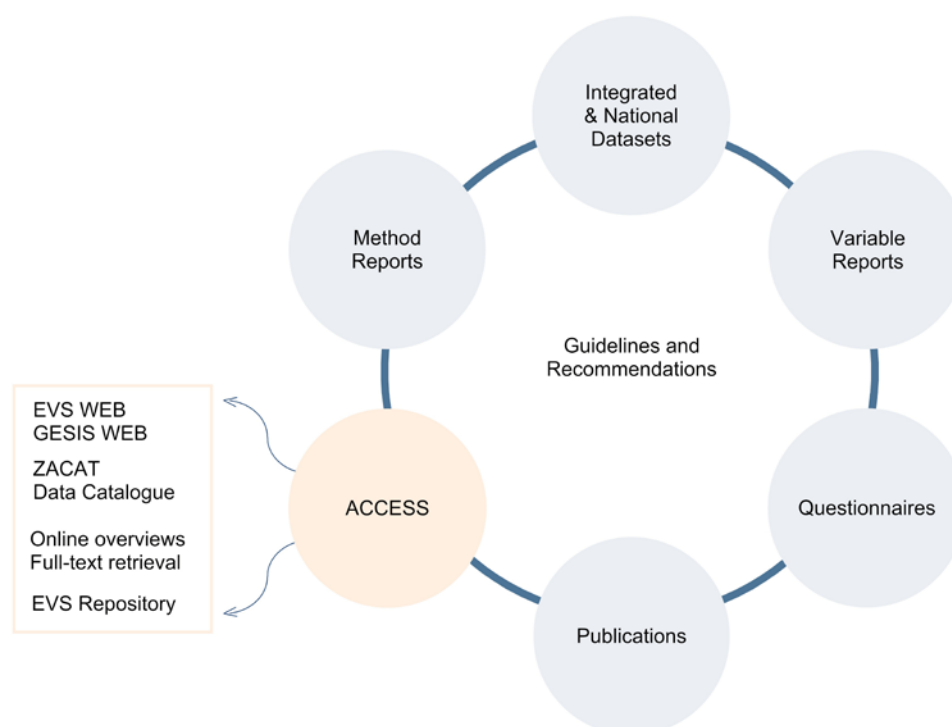 Integrated
& National
Datasets
Method
Reports
Variable
Reports
Guidelines and
Recommendations
EVS WEB
GESIS WEB
ZACAT
Data Catalogue
Online overviews
Full-text retrieval
EVS Repository
ACCESS
Questionnaires
Publications